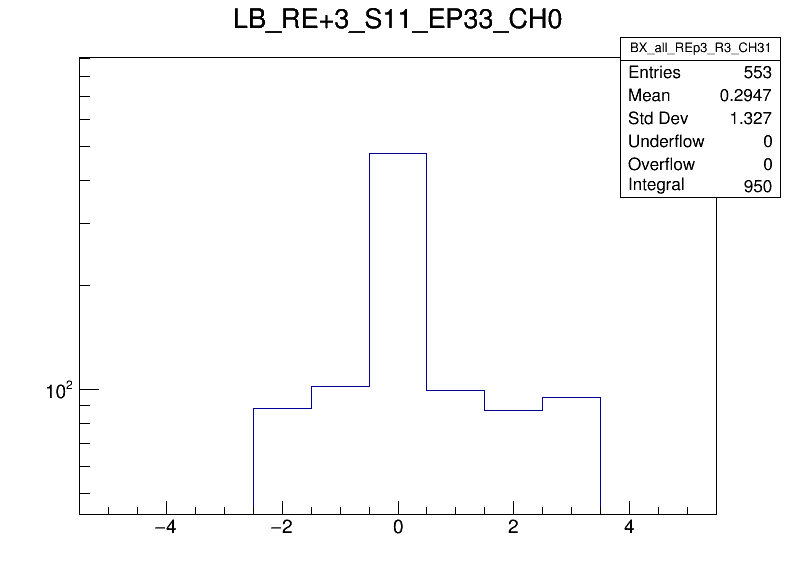 LB_RE+3_S11_EP33_CH0
BX_all_REp3_R3_CH31
Entries 553
Mean 0.2947
Std Dev 1.327
Underflow 0
Overflow 0
Integral 950
10²
−4 −2 0 2 4